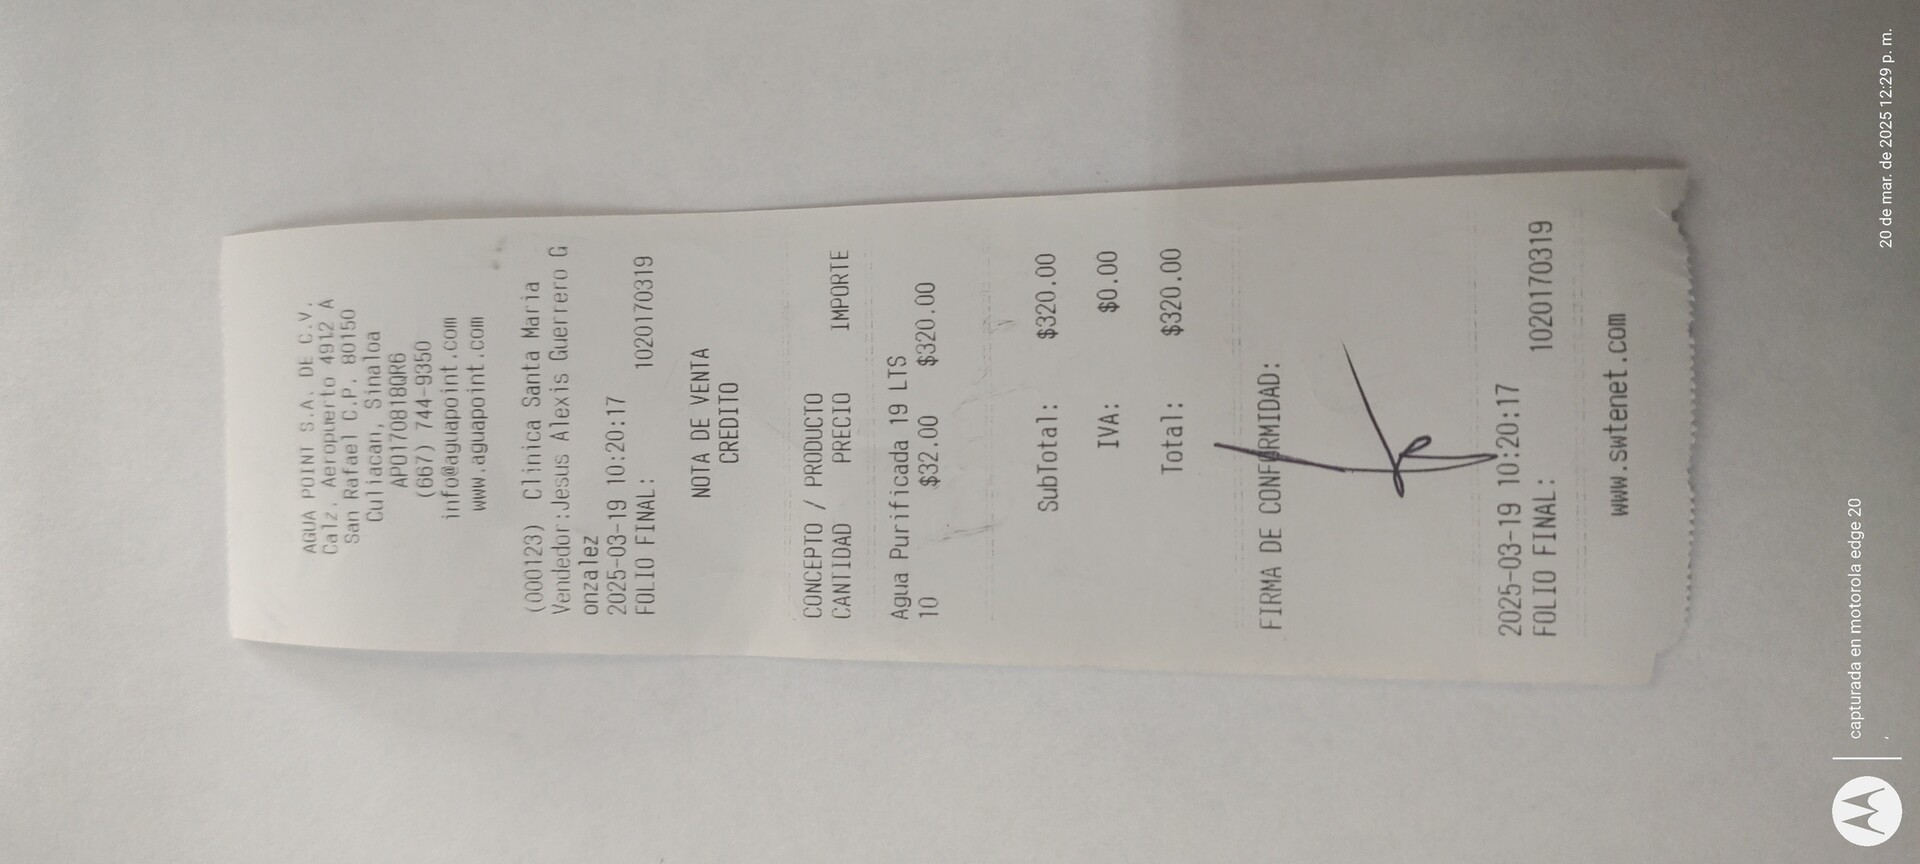 AGUA POINT S.A. DE C.V.
Calz. Aeropuerto 4912 A
San Rafael C.P. 80150
Culiacan, Sinaloa
APO170818QR6
(667) 744-9350
info@aguapoint.com
www.aguapoint.com
(000123) Clinica Santa Maria
Vendedor:Jesus Alexis Guerrero G
onzalez
2025-03-19 10:20:17
FOLIO FINAL: 1020170319
NOTA DE VENTA
CREDITO
CONCEPTO / PRODUCTO
CANTIDAD PRECIO IMPORTE
Agua Purificada 19 LTS
10 $32.00 $320.00
SubTotal: $320.00
IVA: $0.00
Total: $320.00
FIRMA DE CONFORMIDAD:
2025-03-19 10:20:17
FOLIO FINAL: 1020170319
www.swtenet.com
capturada en motorola edge 20
,
20 de mar. de 2025 12:29 p. m.